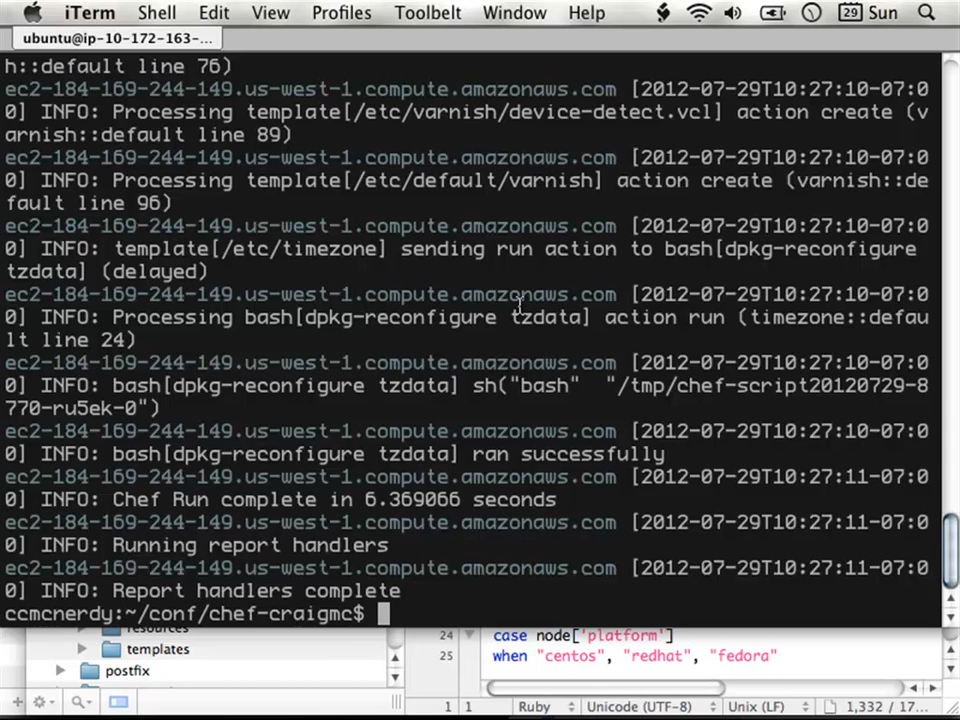 iTerm Shell Edit View Profiles Toolbelt Window Help 29 Sun
ubuntu@ip-10-172-163-...
h::default line 76)
ec2-184-169-244-149.us-west-1.compute.amazonaws.com [2012-07-29T10:27:10-07:0
0] INFO: Processing template[/etc/varnish/device-detect.vcl] action create (v
arnish::default line 89)
ec2-184-169-244-149.us-west-1.compute.amazonaws.com [2012-07-29T10:27:10-07:0
0] INFO: Processing template[/etc/default/varnish] action create (varnish::de
fault line 96)
ec2-184-169-244-149.us-west-1.compute.amazonaws.com [2012-07-29T10:27:10-07:0
0] INFO: template[/etc/timezone] sending run action to bash[dpkg-reconfigure
tzdata] (delayed)
ec2-184-169-244-149.us-west-1.compute.amazonaws.com [2012-07-29T10:27:10-07:0
0] INFO: Processing bash[dpkg-reconfigure tzdata] action run (timezone::defau
lt line 24)
ec2-184-169-244-149.us-west-1.compute.amazonaws.com [2012-07-29T10:27:10-07:0
0] INFO: bash[dpkg-reconfigure tzdata] sh("bash"  "/tmp/chef-script20120729-8
770-ru5ek-0")
ec2-184-169-244-149.us-west-1.compute.amazonaws.com [2012-07-29T10:27:10-07:0
0] INFO: bash[dpkg-reconfigure tzdata] ran successfully
ec2-184-169-244-149.us-west-1.compute.amazonaws.com [2012-07-29T10:27:11-07:0
0] INFO: Chef Run complete in 6.369066 seconds
ec2-184-169-244-149.us-west-1.compute.amazonaws.com [2012-07-29T10:27:11-07:0
0] INFO: Running report handlers
ec2-184-169-244-149.us-west-1.compute.amazonaws.com [2012-07-29T10:27:11-07:0
0] INFO: Report handlers complete
ccmcnerdy:~/conf/chef-craigmc$
resources
templates
postfix
24 case node['platform']
25 when "centos", "redhat", "fedora"
1 1 Ruby Unicode (UTF-8) Unix (LF) 1,332 / 17...